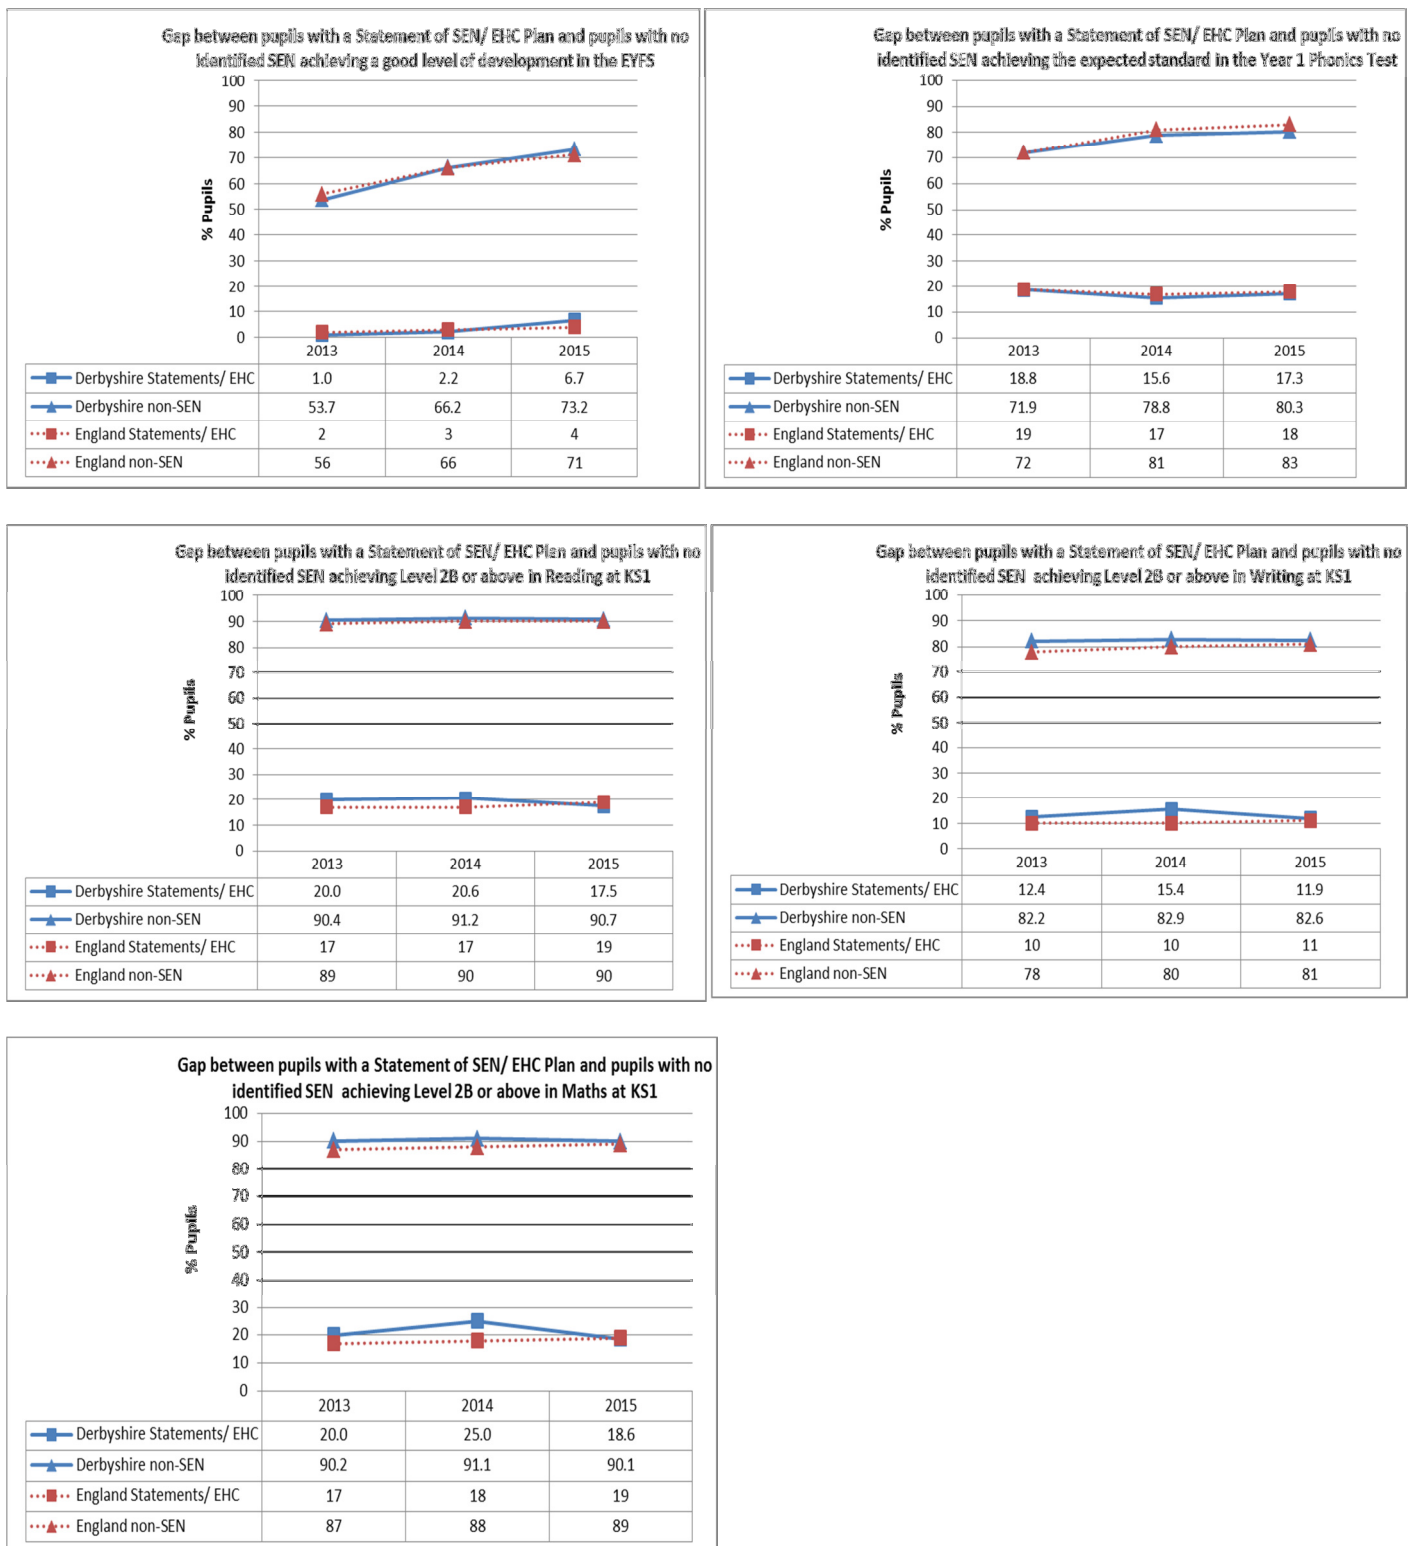 Gap between pupils with a Statement of SEN/ EHC Plan and pupils with no
identified SEN achieving a good level of development in the EYFS
100
90
80
70
60
50
40
30
20
10
0
% Pupils
2013 2014 2015
Derbyshire Statements/ EHC 1.0 2.2 6.7
Derbyshire non-SEN 53.7 66.2 73.2
England Statements/ EHC 2 3 4
England non-SEN 56 66 71
Gap between pupils with a Statement of SEN/ EHC Plan and pupils with no
identified SEN achieving the expected standard in the Year 1 Phonics Test
100
90
80
70
60
50
40
30
20
10
0
% Pupils
2013 2014 2015
Derbyshire Statements/ EHC 18.8 15.6 17.3
Derbyshire non-SEN 71.9 78.8 80.3
England Statements/ EHC 19 17 18
England non-SEN 72 81 83
Gap between pupils with a Statement of SEN/ EHC Plan and pupils with no
identified SEN achieving Level 2B or above in Reading at KS1
100
90
80
70
60
50
40
30
20
10
0
% Pupils
2013 2014 2015
Derbyshire Statements/ EHC 20.0 20.6 17.5
Derbyshire non-SEN 90.4 91.2 90.7
England Statements/ EHC 17 17 19
England non-SEN 89 90 90
Gap between pupils with a Statement of SEN/ EHC Plan and pupils with no
identified SEN achieving Level 2B or above in Writing at KS1
100
90
80
70
60
50
40
30
20
10
0
% Pupils
2013 2014 2015
Derbyshire Statements/ EHC 12.4 15.4 11.9
Derbyshire non-SEN 82.2 82.9 82.6
England Statements/ EHC 10 10 11
England non-SEN 78 80 81
Gap between pupils with a Statement of SEN/ EHC Plan and pupils with no
identified SEN achieving Level 2B or above in Maths at KS1
100
90
80
70
60
50
40
30
20
10
0
% Pupils
2013 2014 2015
Derbyshire Statements/ EHC 20.0 25.0 18.6
Derbyshire non-SEN 90.2 91.1 90.1
England Statements/ EHC 17 18 19
England non-SEN 87 88 89